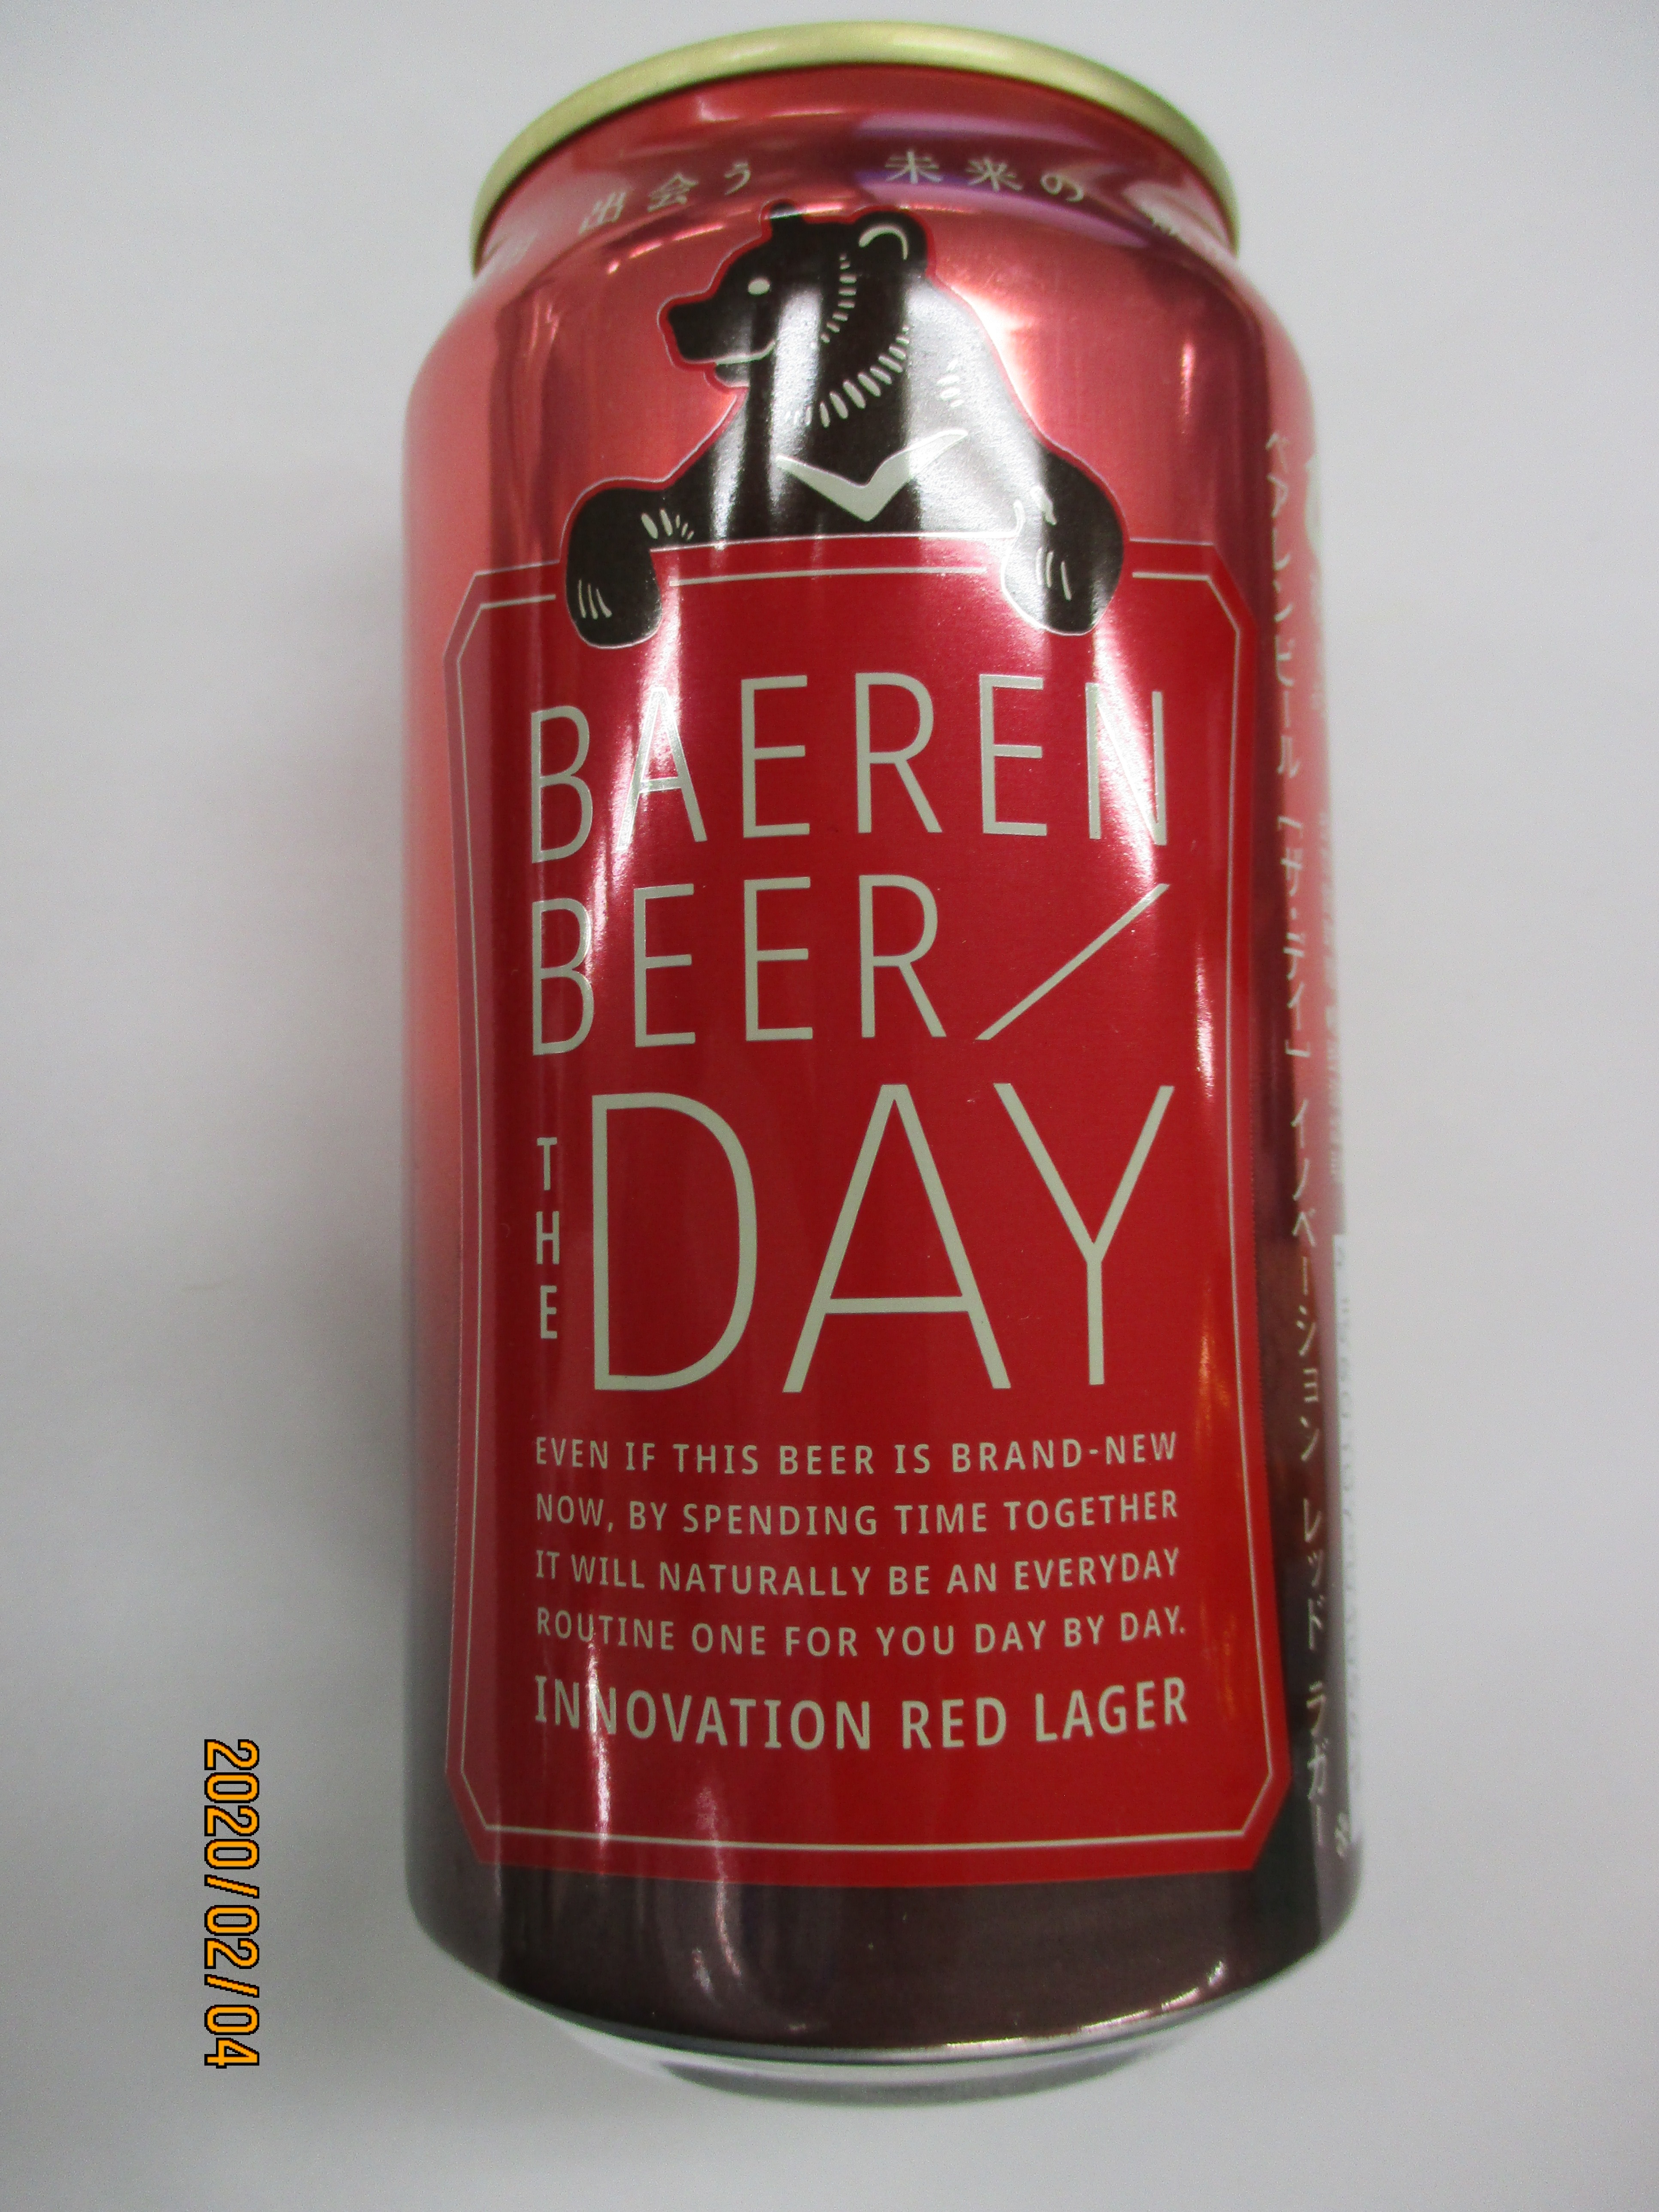 出会う 未来の
BAEREN
BEER/
THE DAY
EVEN IF THIS BEER IS BRAND-NEW
NOW, BY SPENDING TIME TOGETHER
IT WILL NATURALLY BE AN EVERYDAY
ROUTINE ONE FOR YOU DAY BY DAY.
INNOVATION RED LAGER
ベアレンビール 「ザ・デイ」 イノベーション レッド ラガー
2020/02/04